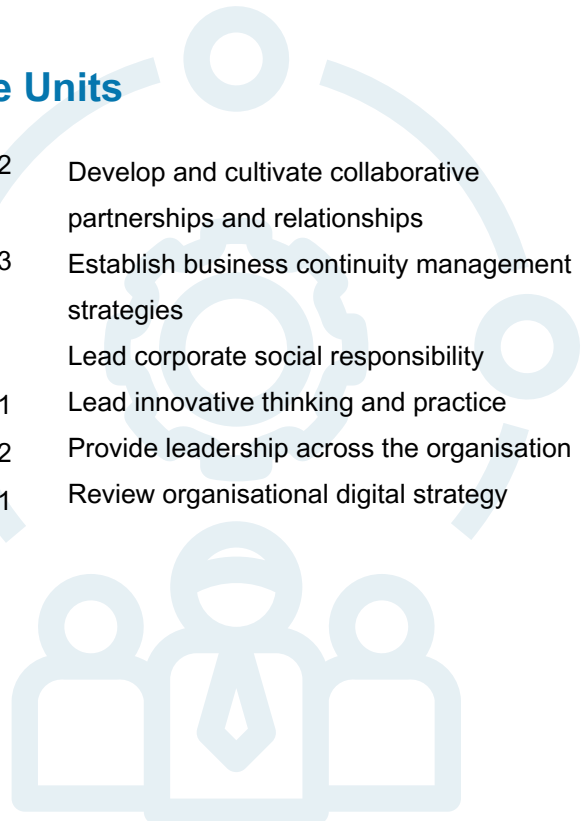 e Units
2 Develop and cultivate collaborative
partnerships and relationships
3 Establish business continuity management
strategies
Lead corporate social responsibility
1 Lead innovative thinking and practice
2 Provide leadership across the organisation
1 Review organisational digital strategy